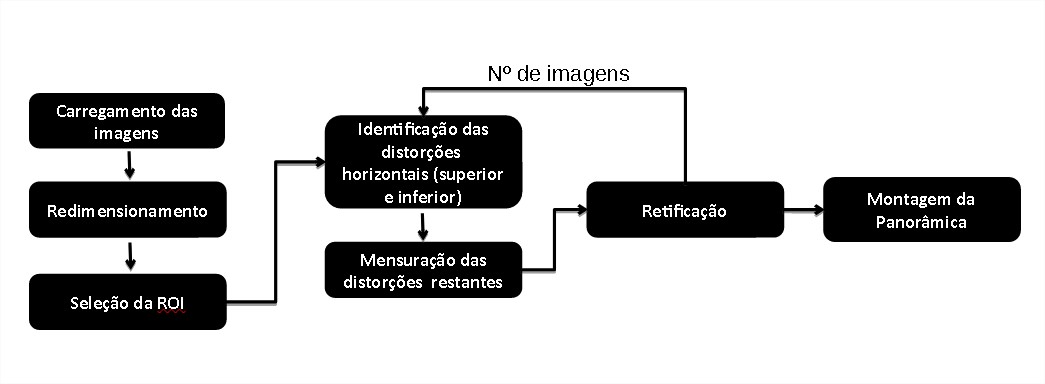 Carregamento das
imagens
Redimensionamento
Seleção da ROI
Nº de imagens
Identificação das
distorções
horizontais (superior
e inferior)
Mensuração das
distorções restantes
Retificação
Montagem da
Panorâmica